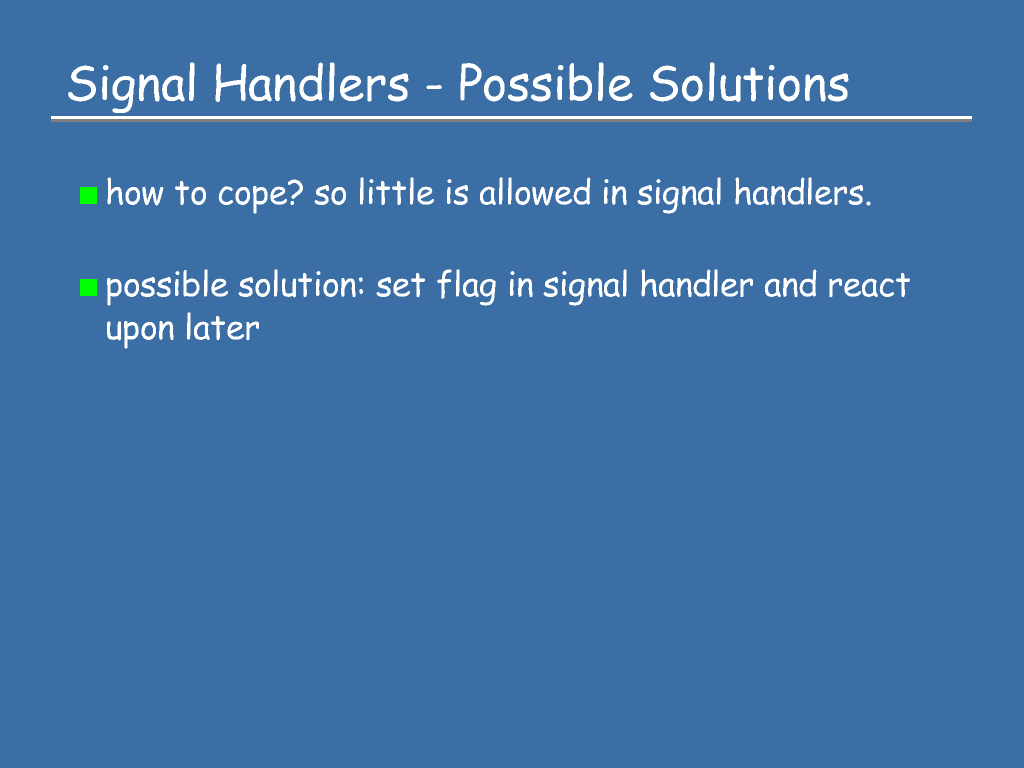 Signal Handlers - Possible Solutions
how to cope? so little is allowed in signal handlers.
possible solution: set flag in signal handler and react
upon later